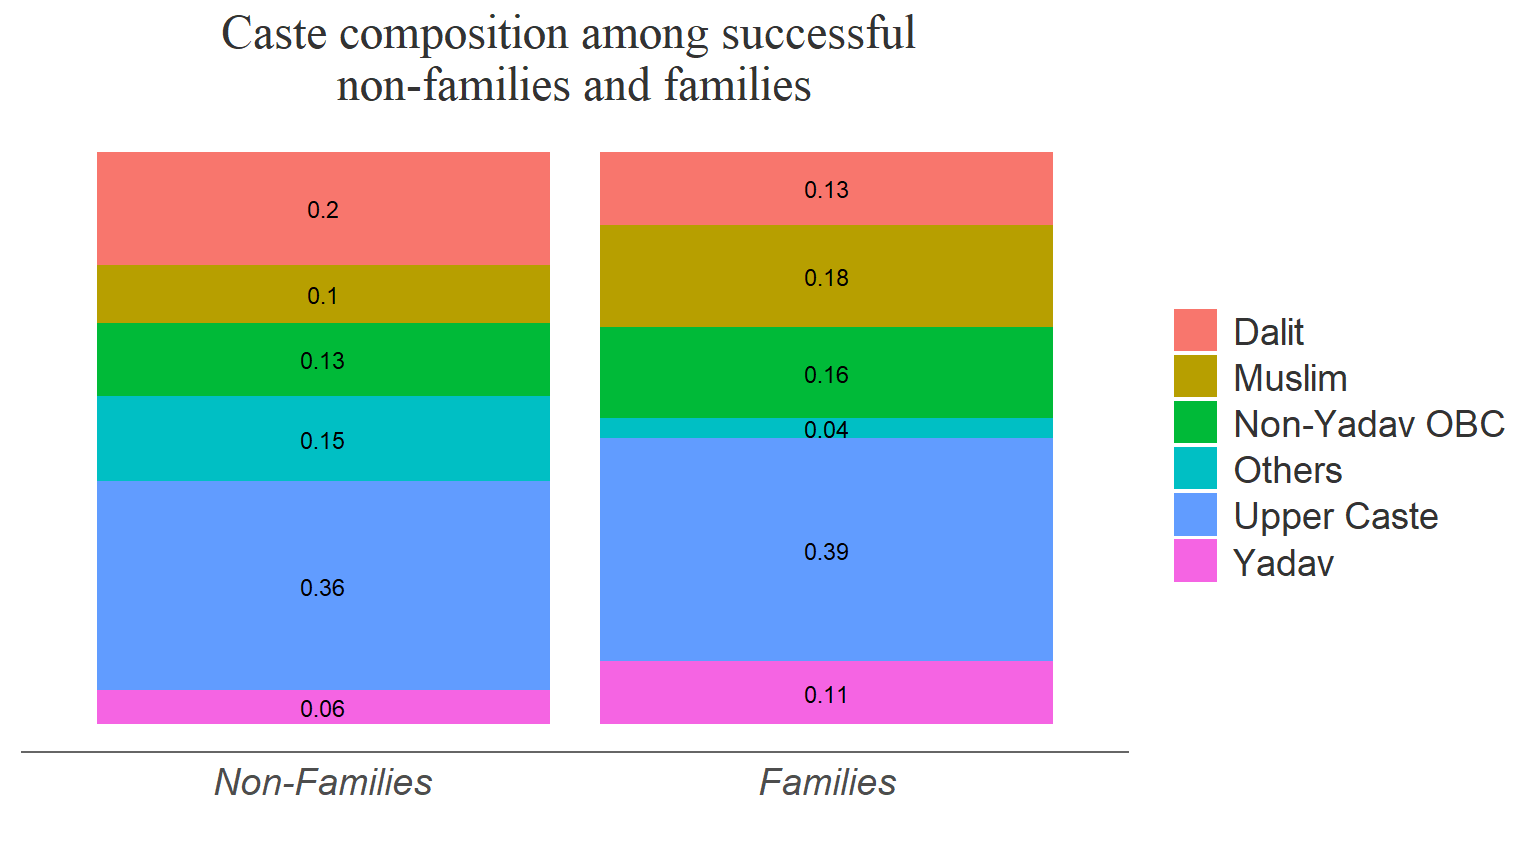 Caste composition among successful
non-families and families
0.2
0.1
0.13
0.15
0.36
0.06
0.13
0.18
0.16
0.04
0.39
0.11
Non-Families
Families
Dalit
Muslim
Non-Yadav OBC
Others
Upper Caste
Yadav